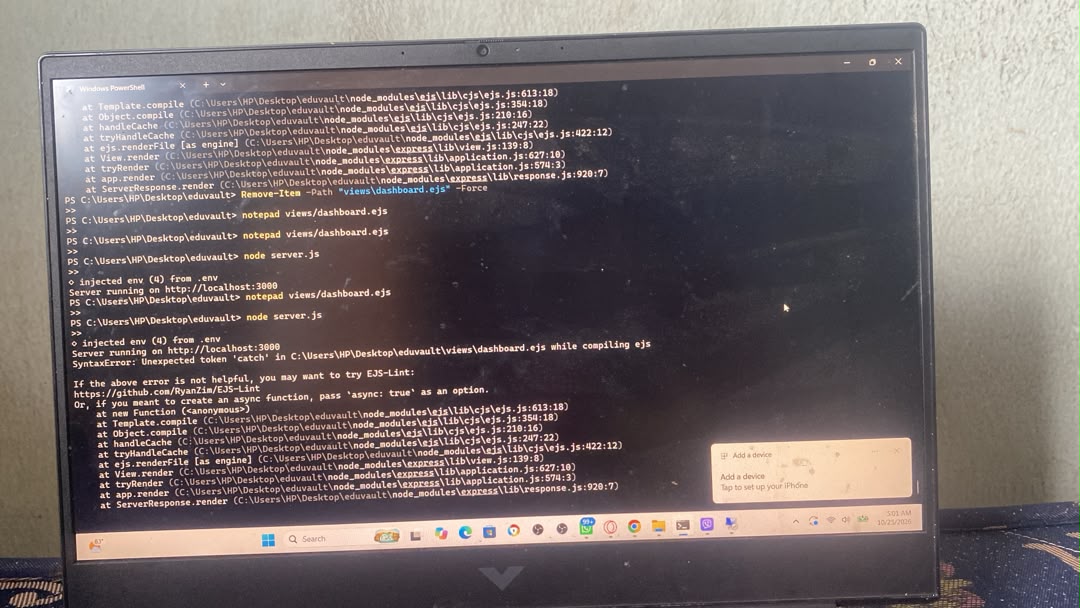 Windows PowerShell
at Template.compile (C:\Users\HP\Desktop\eduvault\node_modules\ejs\lib\cjs\ejs.js:613:18)
at Object.compile (C:\Users\HP\Desktop\eduvault\node_modules\ejs\lib\cjs\ejs.js:354:18)
at handleCache (C:\Users\HP\Desktop\eduvault\node_modules\ejs\lib\cjs\ejs.js:210:16)
at tryHandleCache (C:\Users\HP\Desktop\eduvault\node_modules\ejs\lib\cjs\ejs.js:247:22)
at ejs.renderFile [as engine] (C:\Users\HP\Desktop\eduvault\node_modules\ejs\lib\cjs\ejs.js:422:12)
at View.render (C:\Users\HP\Desktop\eduvault\node_modules\express\lib\view.js:139:8)
at tryRender (C:\Users\HP\Desktop\eduvault\node_modules\express\lib\application.js:627:10)
at app.render (C:\Users\HP\Desktop\eduvault\node_modules\express\lib\application.js:574:3)
at ServerResponse.render (C:\Users\HP\Desktop\eduvault\node_modules\express\lib\response.js:920:7)
PS C:\Users\HP\Desktop\eduvault> Remove-Item -Path "views\dashboard.ejs" -Force
>>
PS C:\Users\HP\Desktop\eduvault> notepad views/dashboard.ejs
>>
PS C:\Users\HP\Desktop\eduvault> notepad views/dashboard.ejs
>>
PS C:\Users\HP\Desktop\eduvault> node server.js
>>
◇ injected env (4) from .env
Server running on http://localhost:3000
PS C:\Users\HP\Desktop\eduvault> notepad views/dashboard.ejs
>>
PS C:\Users\HP\Desktop\eduvault> node server.js
>>
◇ injected env (4) from .env
Server running on http://localhost:3000
SyntaxError: Unexpected token 'catch' in C:\Users\HP\Desktop\eduvault\views\dashboard.ejs while compiling ejs
If the above error is not helpful, you may want to try EJS-Lint:
https://github.com/RyanZim/EJS-Lint
Or, if you meant to create an async function, pass `async: true` as an option.
at new Function (<anonymous>)
at Template.compile (C:\Users\HP\Desktop\eduvault\node_modules\ejs\lib\cjs\ejs.js:613:18)
at Object.compile (C:\Users\HP\Desktop\eduvault\node_modules\ejs\lib\cjs\ejs.js:354:18)
at handleCache (C:\Users\HP\Desktop\eduvault\node_modules\ejs\lib\cjs\ejs.js:210:16)
at tryHandleCache (C:\Users\HP\Desktop\eduvault\node_modules\ejs\lib\cjs\ejs.js:247:22)
at ejs.renderFile [as engine] (C:\Users\HP\Desktop\eduvault\node_modules\ejs\lib\cjs\ejs.js:422:12)
at View.render (C:\Users\HP\Desktop\eduvault\node_modules\express\lib\view.js:139:8)
at tryRender (C:\Users\HP\Desktop\eduvault\node_modules\express\lib\application.js:627:10)
at app.render (C:\Users\HP\Desktop\eduvault\node_modules\express\lib\application.js:574:3)
at ServerResponse.render (C:\Users\HP\Desktop\eduvault\node_modules\express\lib\response.js:920:7)
Add a device
Add a device
Tap to set up your iPhone
Search
99+
5:01 AM